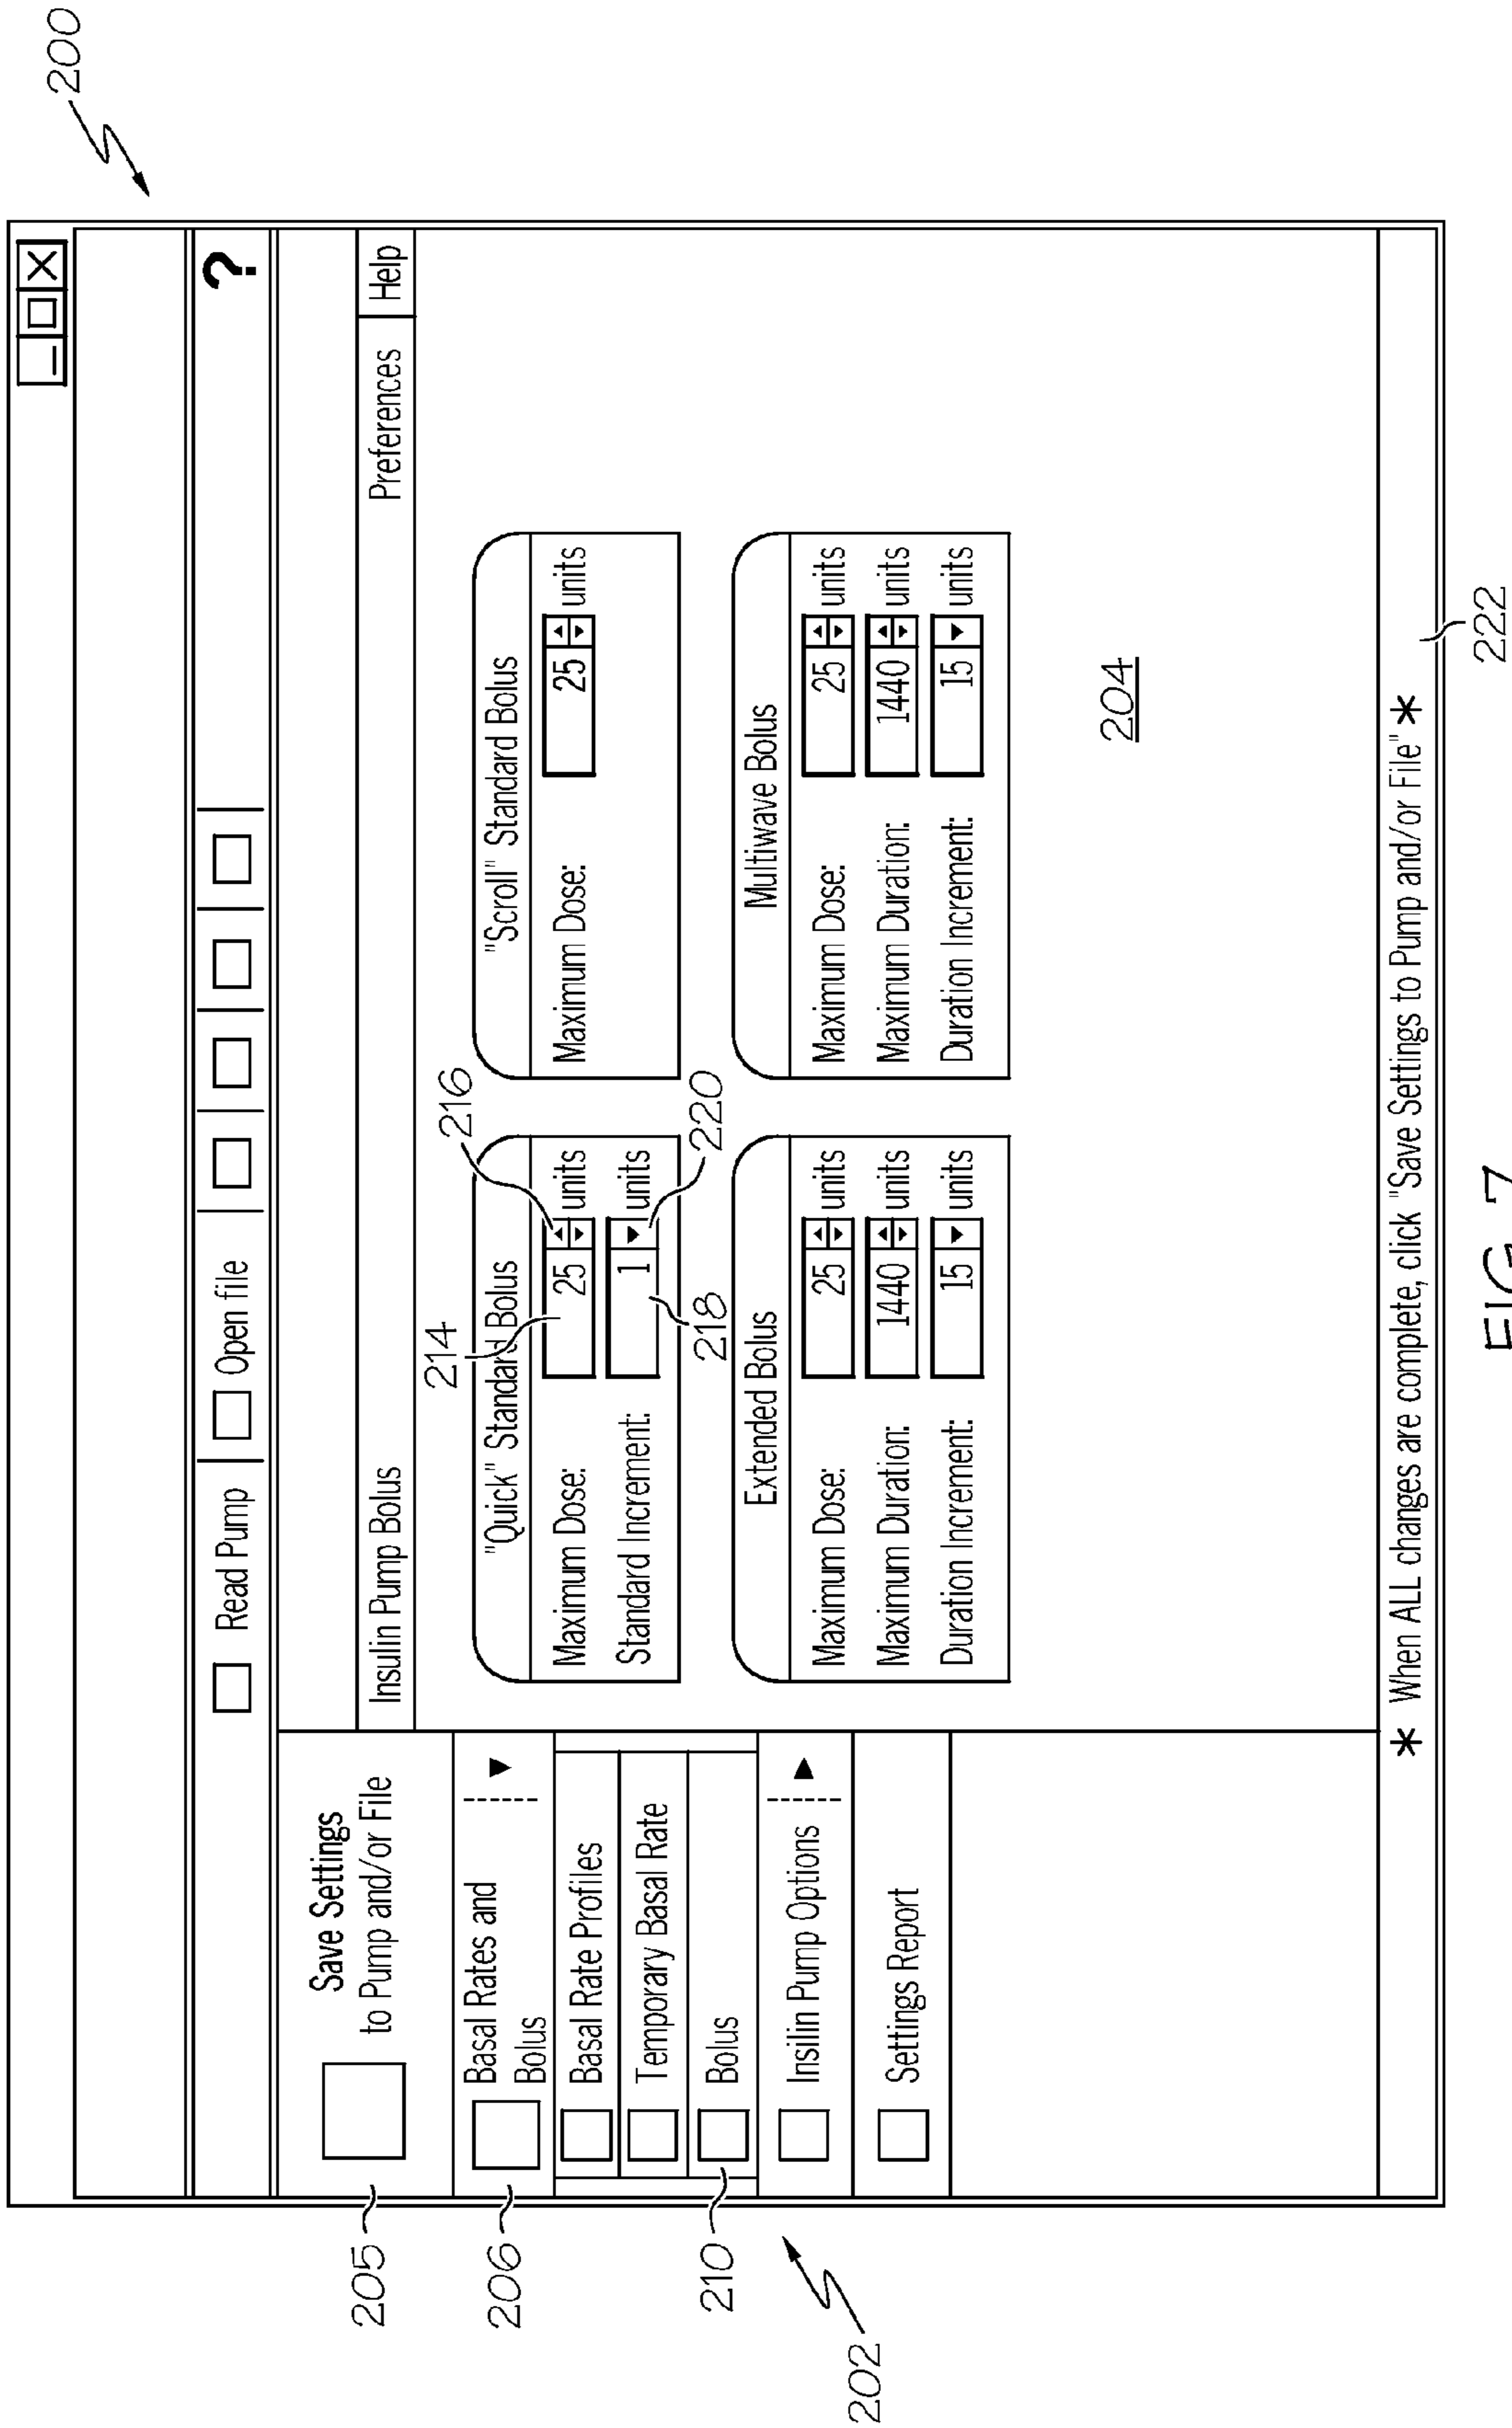 200
_ □ X
Read Pump
Open file
?
Save Settings
to Pump and/or File
205
Insulin Pump Bolus
Preferences
Help
Basal Rates and
Bolus
206
Basal Rate Profiles
Temporary Basal Rate
Bolus
210
Insilin Pump Options
Settings Report
202
214
216
"Quick" Standard Bolus
Maximum Dose: 25 units
Standard Increment: 1 units
218
220
"Scroll" Standard Bolus
Maximum Dose: 25 units
Extended Bolus
Maximum Dose: 25 units
Maximum Duration: 1440 units
Duration Increment: 15 units
Multiwave Bolus
Maximum Dose: 25 units
Maximum Duration: 1440 units
Duration Increment: 15 units
204
* When ALL changes are complete, click "Save Settings to Pump and/or File" *
222
FIG 7